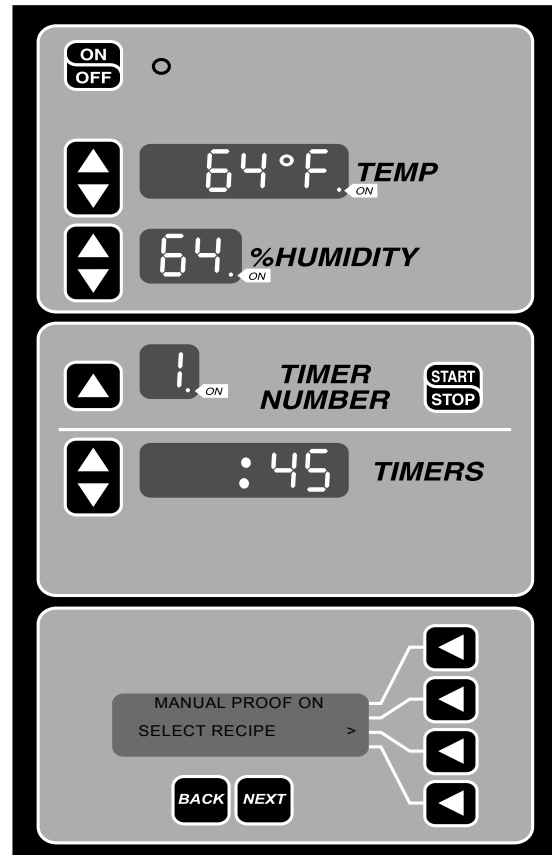 ON
OFF
64°F. TEMP
ON
64. %HUMIDITY
ON
1. TIMER
NUMBER
ON
START
STOP
:45 TIMERS
MANUAL PROOF ON
SELECT RECIPE >
BACK NEXT